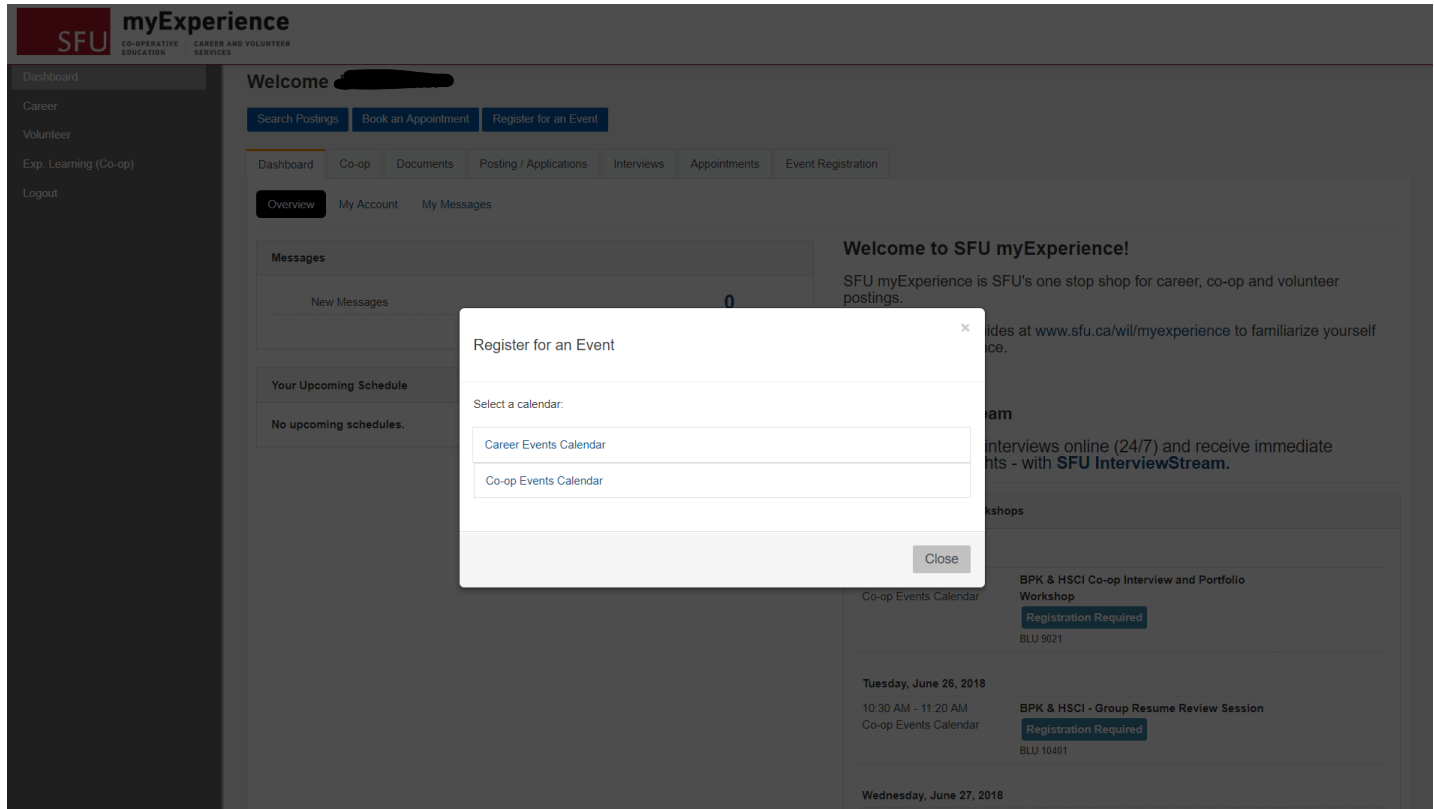 SFU
myExperience
CO-OPERATIVE EDUCATION
CAREER AND VOLUNTEER SERVICES
Dashboard
Career
Volunteer
Exp. Learning (Co-op)
Logout
Welcome
Search Postings
Book an Appointment
Register for an Event
Dashboard
Co-op
Documents
Posting / Applications
Interviews
Appointments
Event Registration
Overview
My Account
My Messages
Messages
New Messages
0
Your Upcoming Schedule
No upcoming schedules.
Welcome to SFU myExperience!
SFU myExperience is SFU's one stop shop for career, co-op and volunteer
postings.
at www.sfu.ca/wil/myexperience to familiarize yourself
Register for an Event
×
Select a calendar:
Career Events Calendar
Co-op Events Calendar
Close
interviews online (24/7) and receive immediate
- with SFU InterviewStream.
Co-op Events Calendar
BPK & HSCI Co-op Interview and Portfolio
Workshop
Registration Required
BLU 9021
Tuesday, June 26, 2018
10:30 AM - 11:20 AM
Co-op Events Calendar
BPK & HSCI - Group Resume Review Session
Registration Required
BLU 10401
Wednesday, June 27, 2018